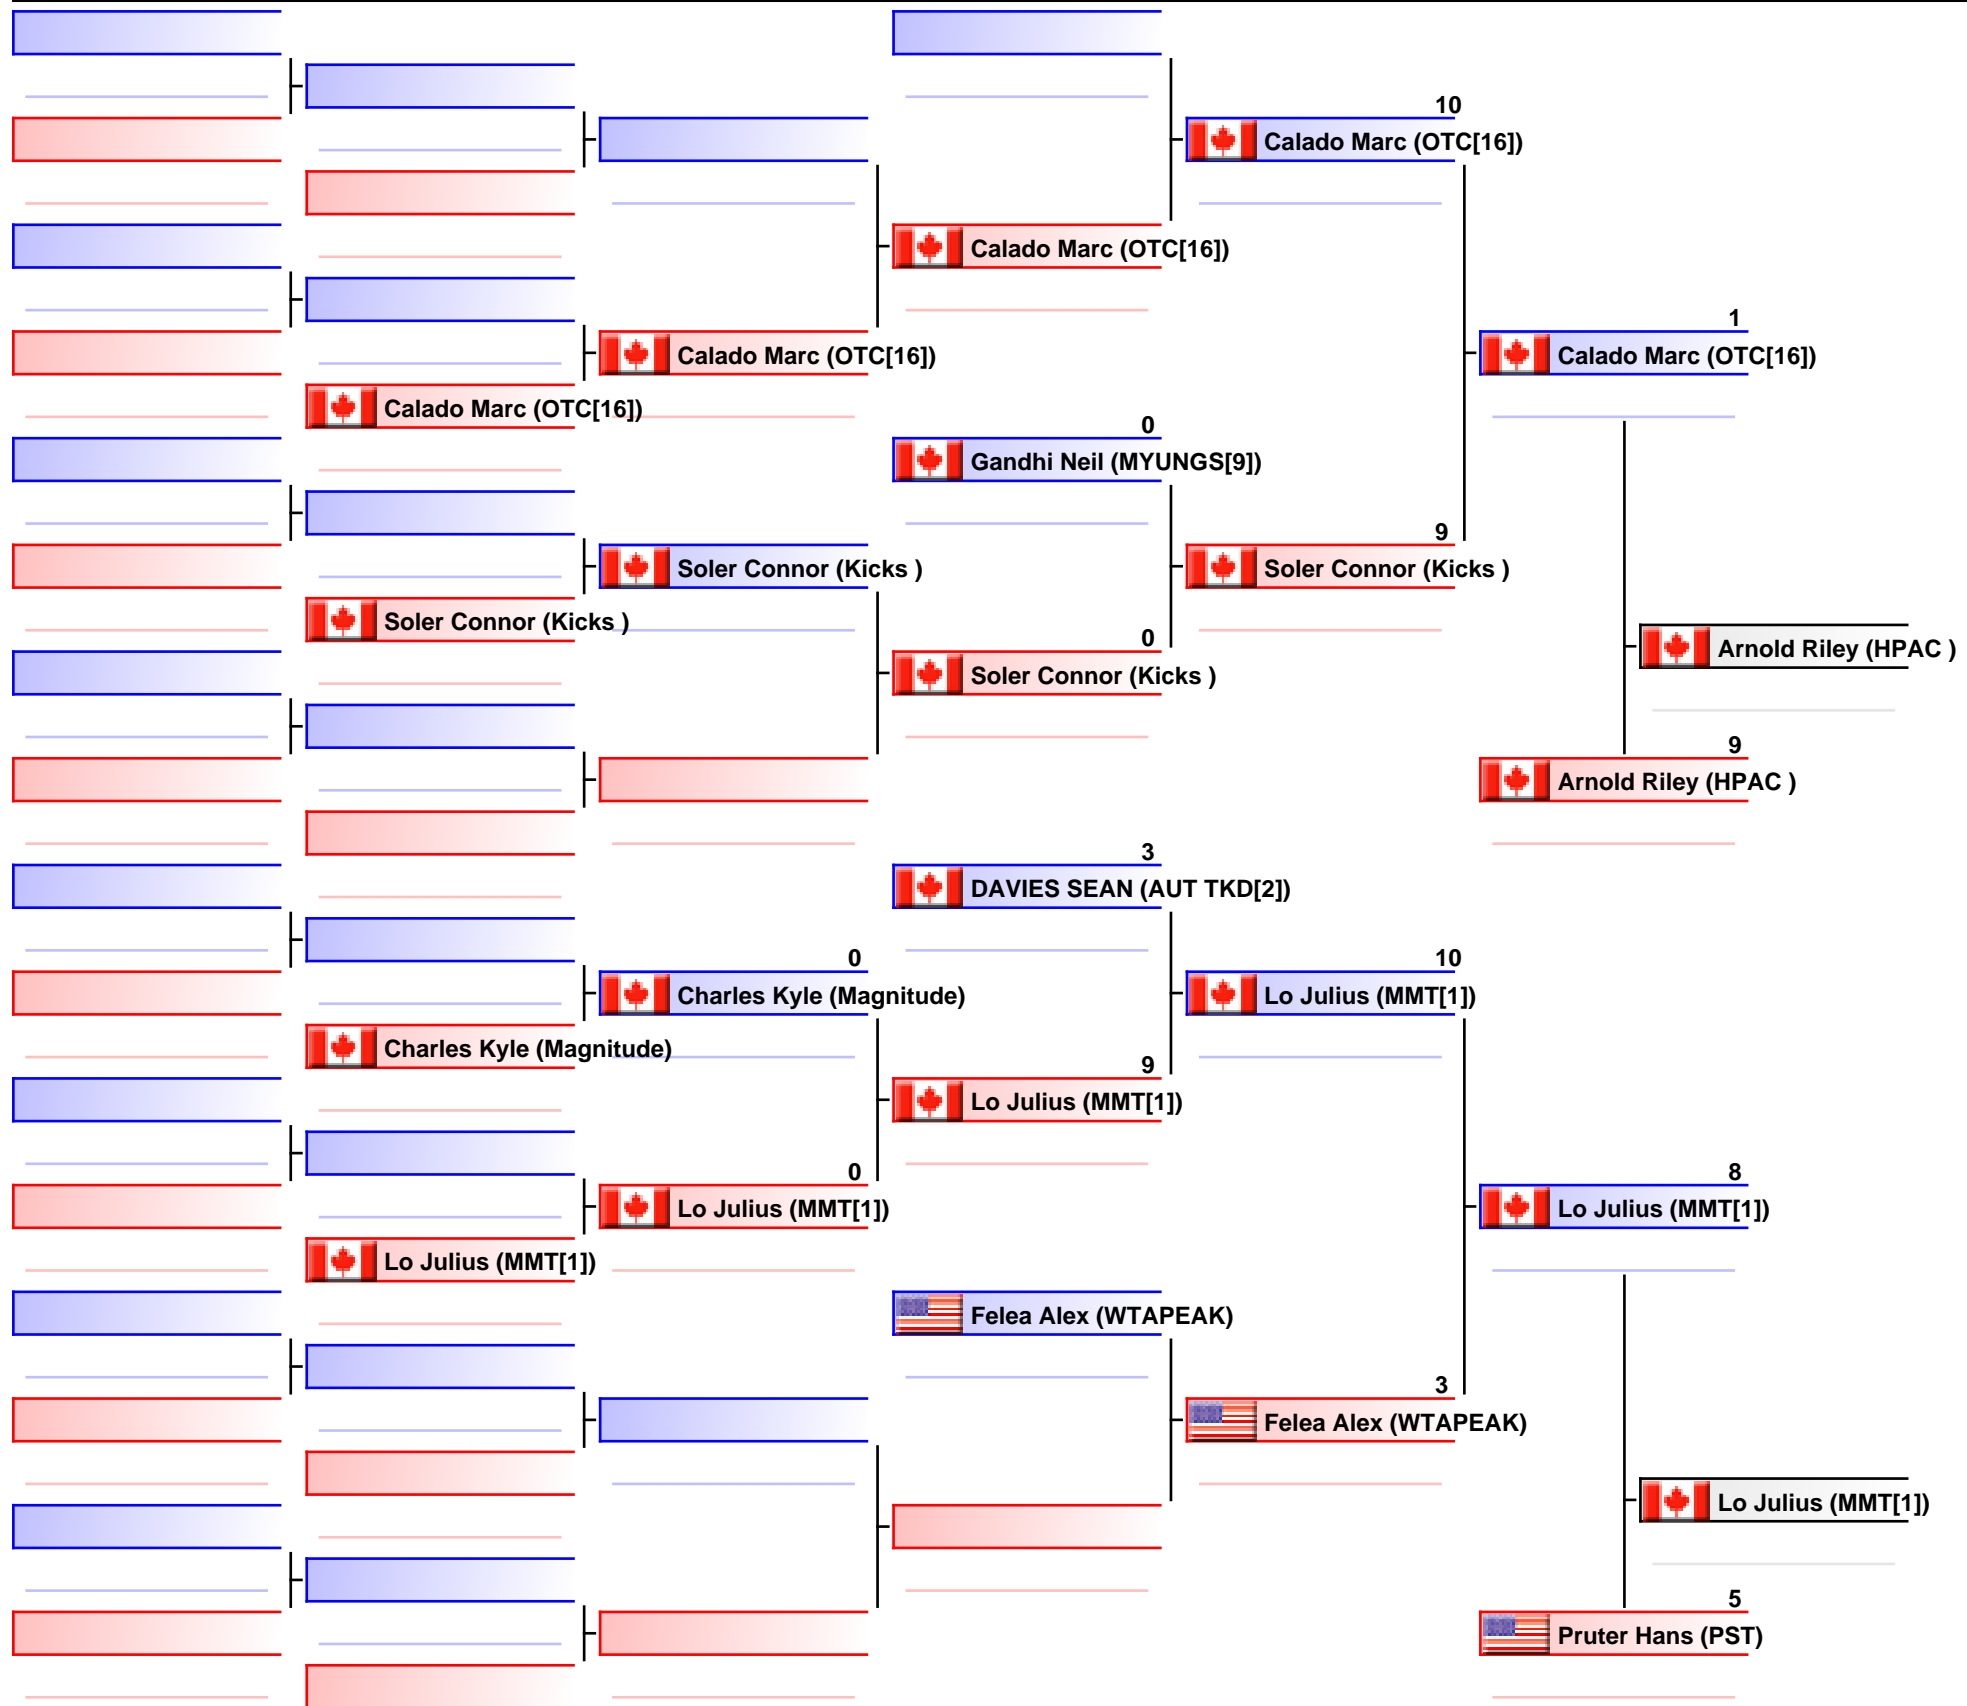 10
Calado Marc (OTC[16])
Calado Marc (OTC[16])
1
Calado Marc (OTC[16])
Calado Marc (OTC[16])
Calado Marc (OTC[16])
0
Gandhi Neil (MYUNGS[9])
9
Soler Connor (Kicks )
Soler Connor (Kicks )
Soler Connor (Kicks )
0
Soler Connor (Kicks )
Arnold Riley (HPAC )
9
Arnold Riley (HPAC )
3
DAVIES SEAN (AUT TKD[2])
0
Charles Kyle (Magnitude)
10
Lo Julius (MMT[1])
Charles Kyle (Magnitude)
9
Lo Julius (MMT[1])
0
Lo Julius (MMT[1])
8
Lo Julius (MMT[1])
Lo Julius (MMT[1])
Felea Alex (WTAPEAK)
3
Felea Alex (WTAPEAK)
Lo Julius (MMT[1])
5
Pruter Hans (PST)